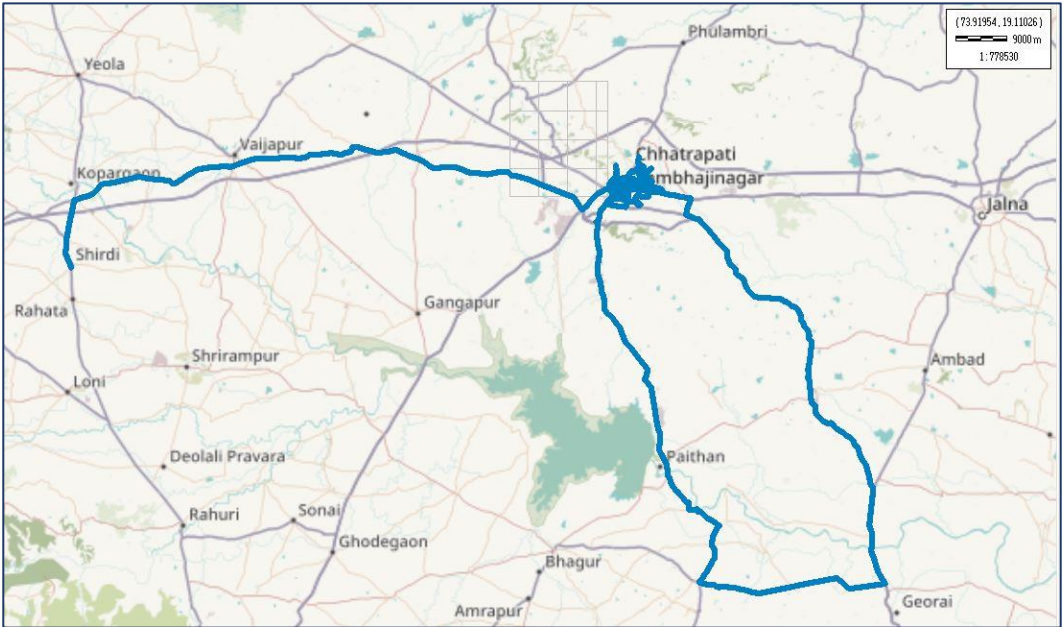 (73.91954, 19.11026)
9000 m
1 : 778530
Phulambri
Yeola
Vaijapur
Chhatrapati
Kopargaon
ambhajinagar
Jalna
Shirdi
Rahata
Gangapur
Shrirampur
Ambad
Loni
Deolali Pravara
Paithan
Rahuri
Sonai
Ghodegaon
Bhagur
Georai
Amrapur